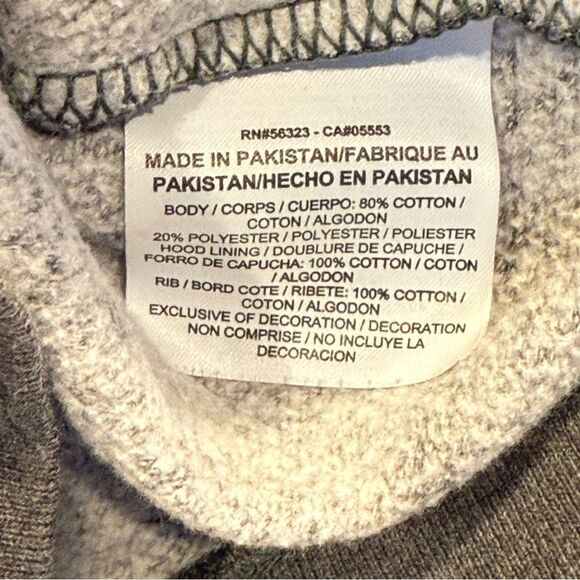 RN#56323 - CA#05553
MADE IN PAKISTAN/FABRIQUE AU
PAKISTAN/HECHO EN PAKISTAN
BODY / CORPS / CUERPO: 80% COTTON /
COTON / ALGODON
20% POLYESTER / POLYESTER / POLIESTER
HOOD LINING / DOUBLURE DE CAPUCHE /
FORRO DE CAPUCHA: 100% COTTON / COTON
/ ALGODON
RIB / BORD COTE / RIBETE: 100% COTTON /
COTON / ALGODON
EXCLUSIVE OF DECORATION / DECORATION
NON COMPRISE / NO INCLUYE LA
DECORACION